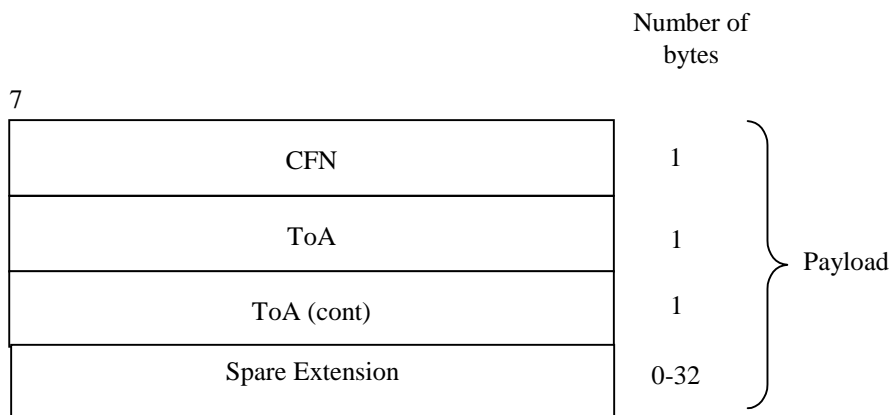 Number of
bytes
7
CFN 1
ToA 1
ToA (cont) 1
Payload
Spare Extension 0-32